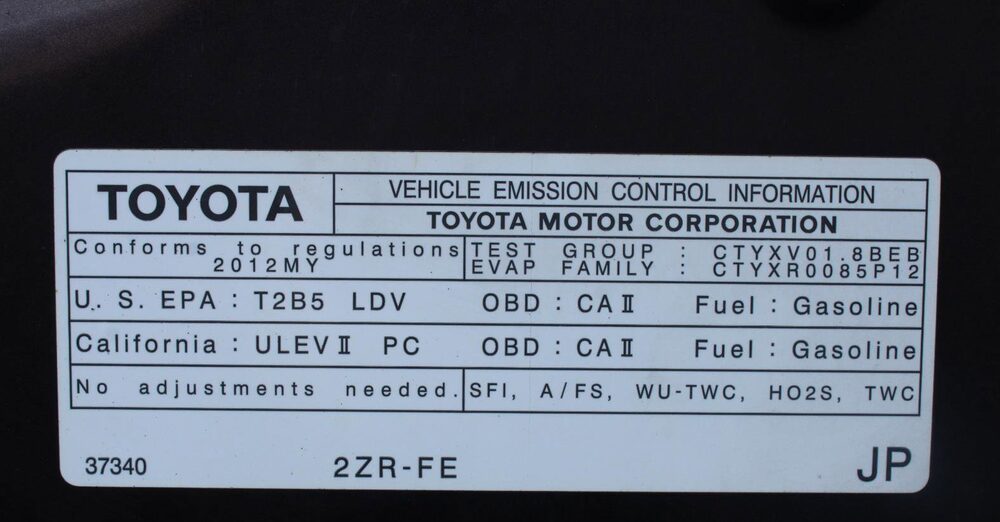 TOYOTA
VEHICLE EMISSION CONTROL INFORMATION
TOYOTA MOTOR CORPORATION
Conforms to regulations
2012MY
TEST GROUP : CTYXV01.8BEB
EVAP FAMILY : CTYXR0085P12
U. S. EPA : T2B5 LDV OBD : CAⅡ Fuel : Gasoline
California : ULEVⅡ PC OBD : CAⅡ Fuel : Gasoline
No adjustments needed.
SFI, A/FS, WU-TWC, HO2S, TWC
37340 2ZR-FE JP